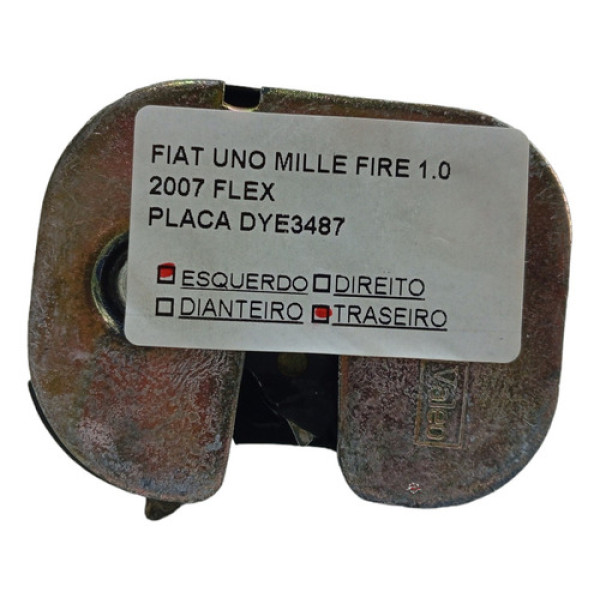 FIAT UNO MILLE FIRE 1.0
2007 FLEX
PLACA DYE3487
ESQUERDO DIREITO
DIANTEIRO TRASEIRO
Valeo